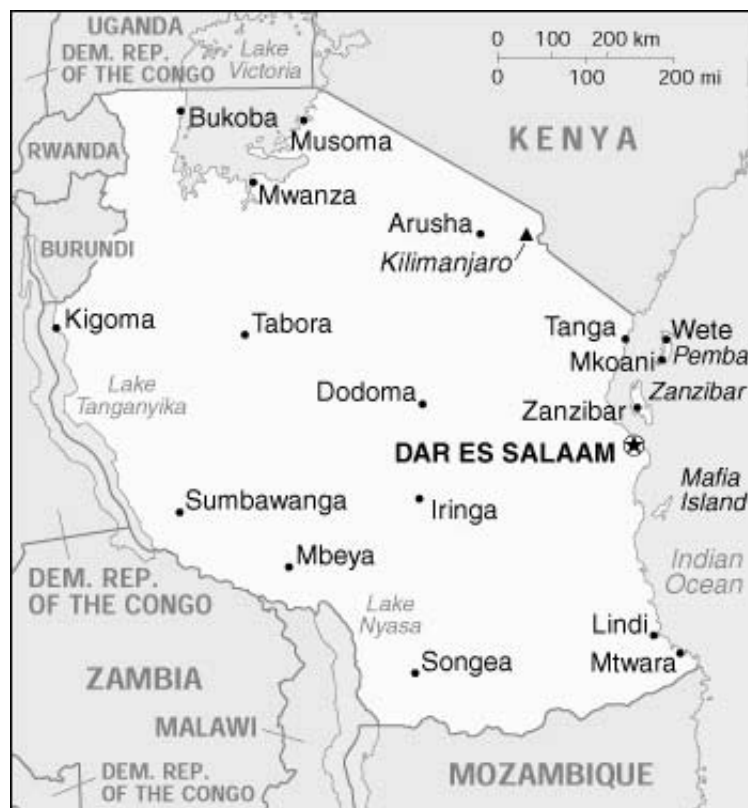 UGANDA
DEM. REP.
OF THE CONGO
Lake
Victoria
0 100 200 km
0 100 200 mi
Bukoba
Musoma
KENYA
RWANDA
Mwanza
Arusha
Kilimanjaro
BURUNDI
Kigoma
Tabora
Tanga
Wete
Mkoani
Pemba
Lake
Tanganyika
Dodoma
Zanzibar
Zanzibar
DAR ES SALAAM
Mafia
Island
Sumbawanga
Iringa
Mbeya
Indian
Ocean
DEM. REP.
OF THE CONGO
Lake
Nyasa
Lindi
Mtwara
Songea
ZAMBIA
MALAWI
DEM. REP.
OF THE CONGO
MOZAMBIQUE